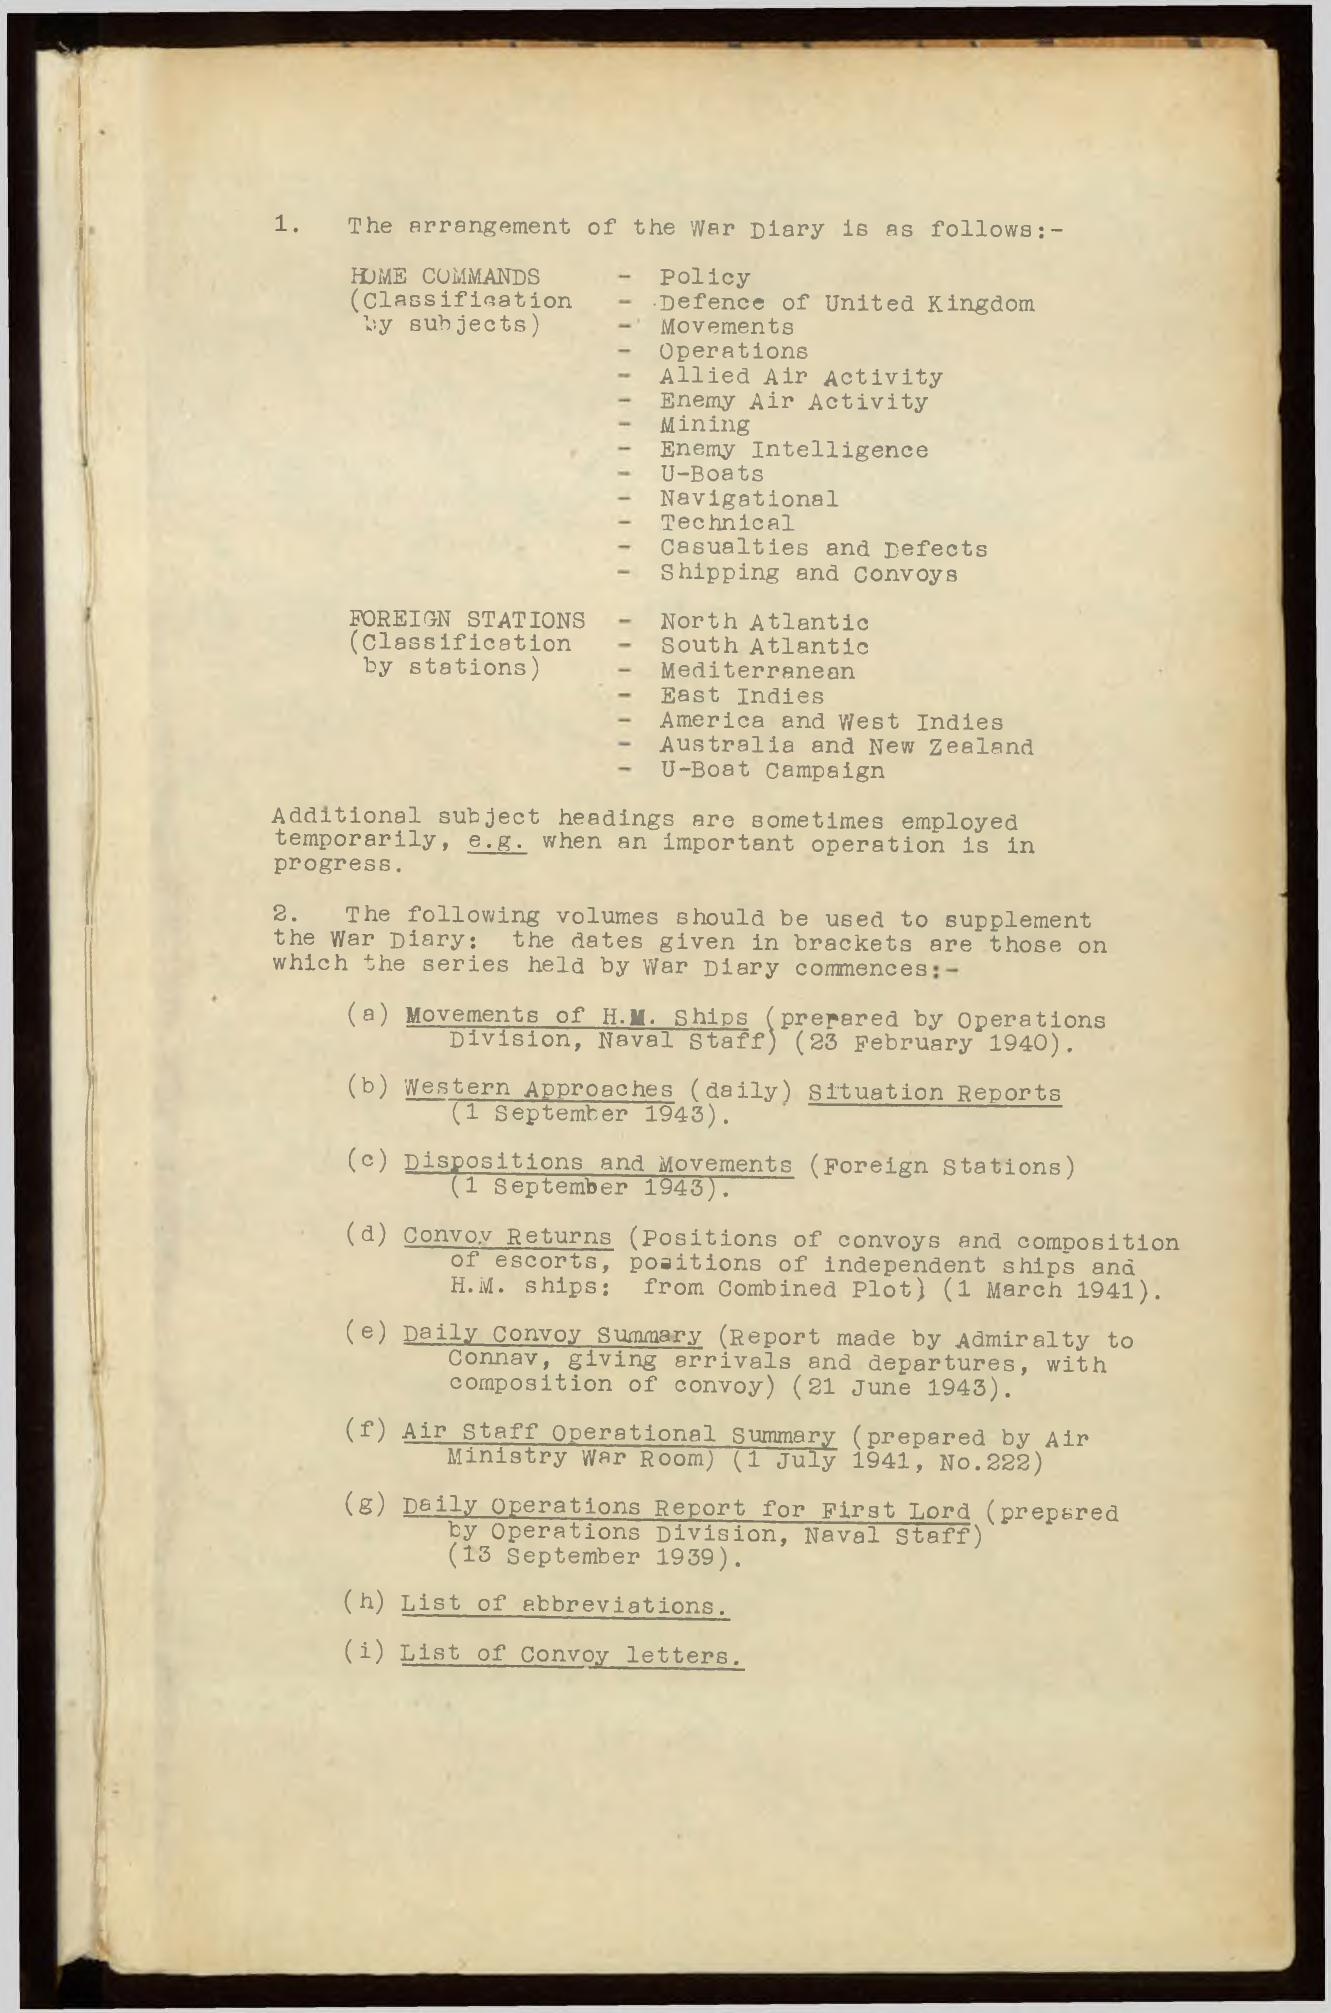 1. The arrangement of the War Diary is as follows:-
HOME COMMANDS - Policy
(Classification - Defence of United Kingdom
by subjects) - Movements
- Operations
- Allied Air Activity
- Enemy Air Activity
- Mining
- Enemy Intelligence
- U-Boats
- Navigational
- Technical
- Casualties and Defects
- Shipping and Convoys
FOREIGN STATIONS - North Atlantic
(Classification - South Atlantic
by stations) - Mediterranean
- East Indies
- America and West Indies
- Australia and New Zealand
- U-Boat Campaign
Additional subject headings are sometimes employed
temporarily, e.g. when an important operation is in
progress.
2. The following volumes should be used to supplement
the War Diary: the dates given in brackets are those on
which the series held by War Diary commences:-
(a) Movements of H.M. Ships (prepared by Operations
Division, Naval Staff) (23 February 1940).
(b) Western Approaches (daily) Situation Reports
(1 September 1943).
(c) Dispositions and Movements (Foreign Stations)
(1 September 1943).
(d) Convoy Returns (Positions of convoys and composition
of escorts, positions of independent ships and
H.M. ships: from Combined Plot) (1 March 1941).
(e) Daily Convoy Summary (Report made by Admiralty to
Connav, giving arrivals and departures, with
composition of convoy) (21 June 1943).
(f) Air Staff Operational Summary (prepared by Air
Ministry War Room) (1 July 1941, No.222)
(g) Daily Operations Report for First Lord (prepared
by Operations Division, Naval Staff)
(13 September 1939).
(h) List of abbreviations.
(i) List of Convoy letters.